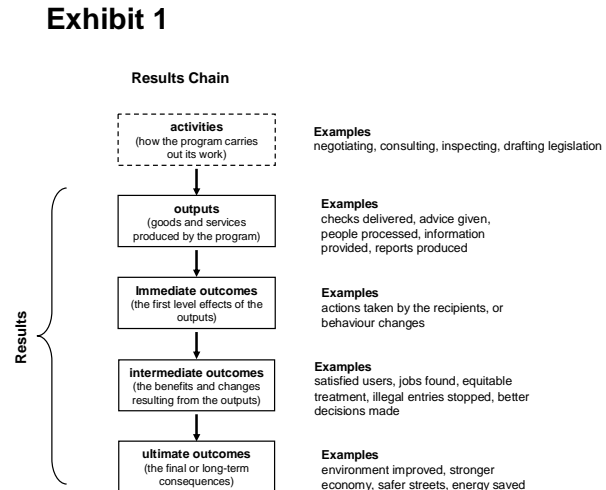 Exhibit 1
Results Chain
activities
(how the program carries
out its work)
Examples
negotiating, consulting, inspecting, drafting legislation
outputs
(goods and services
produced by the program)
Examples
checks delivered, advice given,
people processed, information
provided, reports produced
Immediate outcomes
(the first level effects of the
outputs)
Examples
actions taken by the recipients, or
behaviour changes
Results
intermediate outcomes
(the benefits and changes
resulting from the outputs)
Examples
satisfied users, jobs found, equitable
treatment, illegal entries stopped, better
decisions made
ultimate outcomes
(the final or long-term
consequences)
Examples
environment improved, stronger
economy, safer streets, energy saved